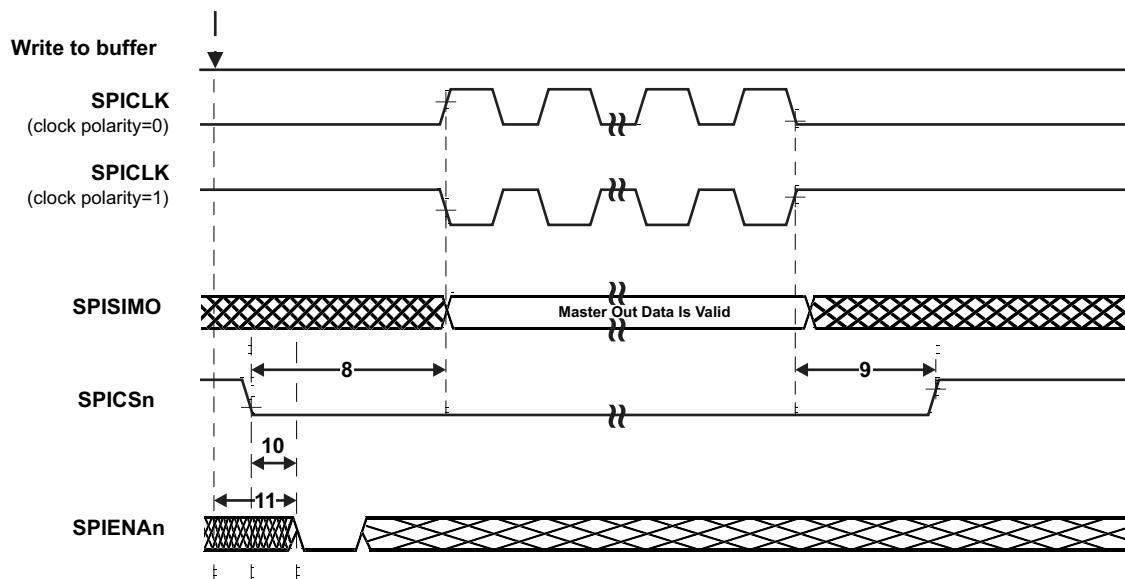 Write to buffer
SPICLK
(clock polarity=0)
SPICLK
(clock polarity=1)
SPISIMO
Master Out Data Is Valid
8
9
SPICSn
10
11
SPIENAn